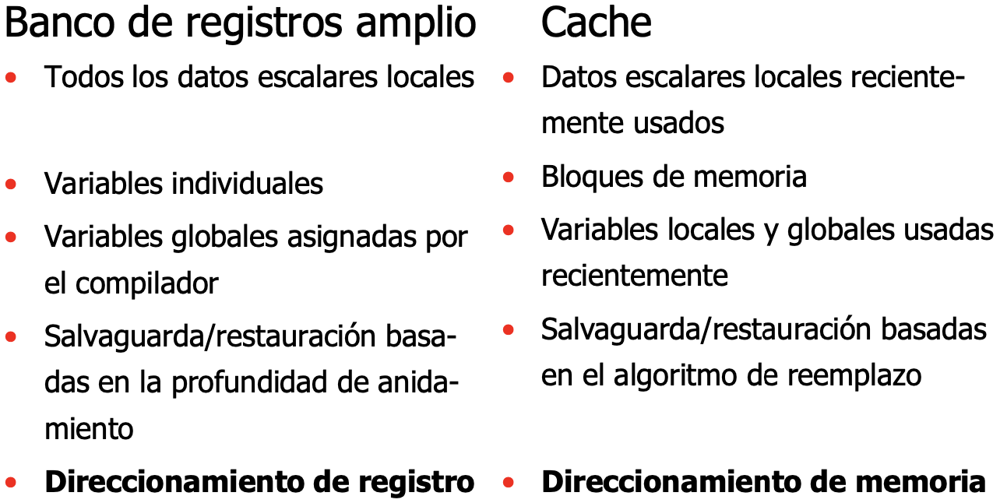 Banco de registros amplio
• Todos los datos escalares locales
• Variables individuales
• Variables globales asignadas por
el compilador
• Salvaguarda/restauración basa-
das en la profundidad de anida-
miento
• Direccionamiento de registro
Cache
• Datos escalares locales reciente-
mente usados
• Bloques de memoria
• Variables locales y globales usadas
recientemente
• Salvaguarda/restauración basadas
en el algoritmo de reemplazo
• Direccionamiento de memoria